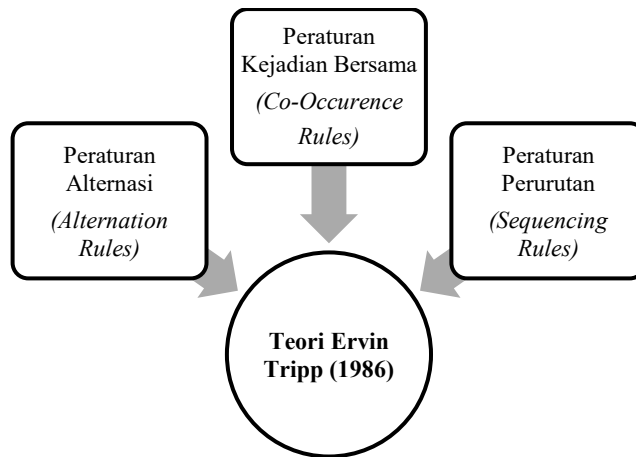 Peraturan
Kejadian Bersama
(Co-Occurence
Rules)
Peraturan
Alternasi
(Alternation
Rules)
Peraturan
Perurutan
(Sequencing
Rules)
Teori Ervin
Tripp (1986)